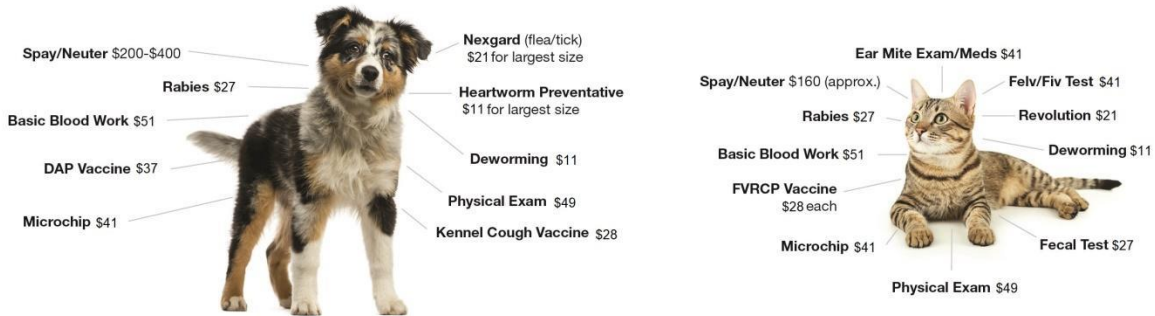 Spay/Neuter $200-$400
Rabies $27
Basic Blood Work $51
DAP Vaccine $37
Microchip $41
Nexgard (flea/tick)
$21 for largest size
Heartworm Preventative
$11 for largest size
Deworming $11
Physical Exam $49
Kennel Cough Vaccine $28
Ear Mite Exam/Meds $41
Spay/Neuter $160 (approx.)
Rabies $27
Basic Blood Work $51
FVRCP Vaccine
$28 each
Microchip $41
Felv/Fiv Test $41
Revolution $21
Deworming $11
Fecal Test $27
Physical Exam $49